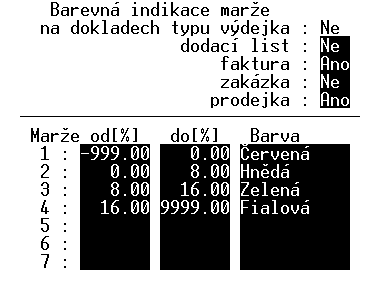 Barevná indikace marže
na dokladech typu výdejka : Ne
dodací list : Ne
faktura : Ano
zakázka : Ne
prodejka : Ano
Marže od[%] do[%] Barva
1 : -999.00 0.00 Červená
2 : 0.00 8.00 Hnědá
3 : 8.00 16.00 Zelená
4 : 16.00 9999.00 Fialová
5 :
6 :
7 :